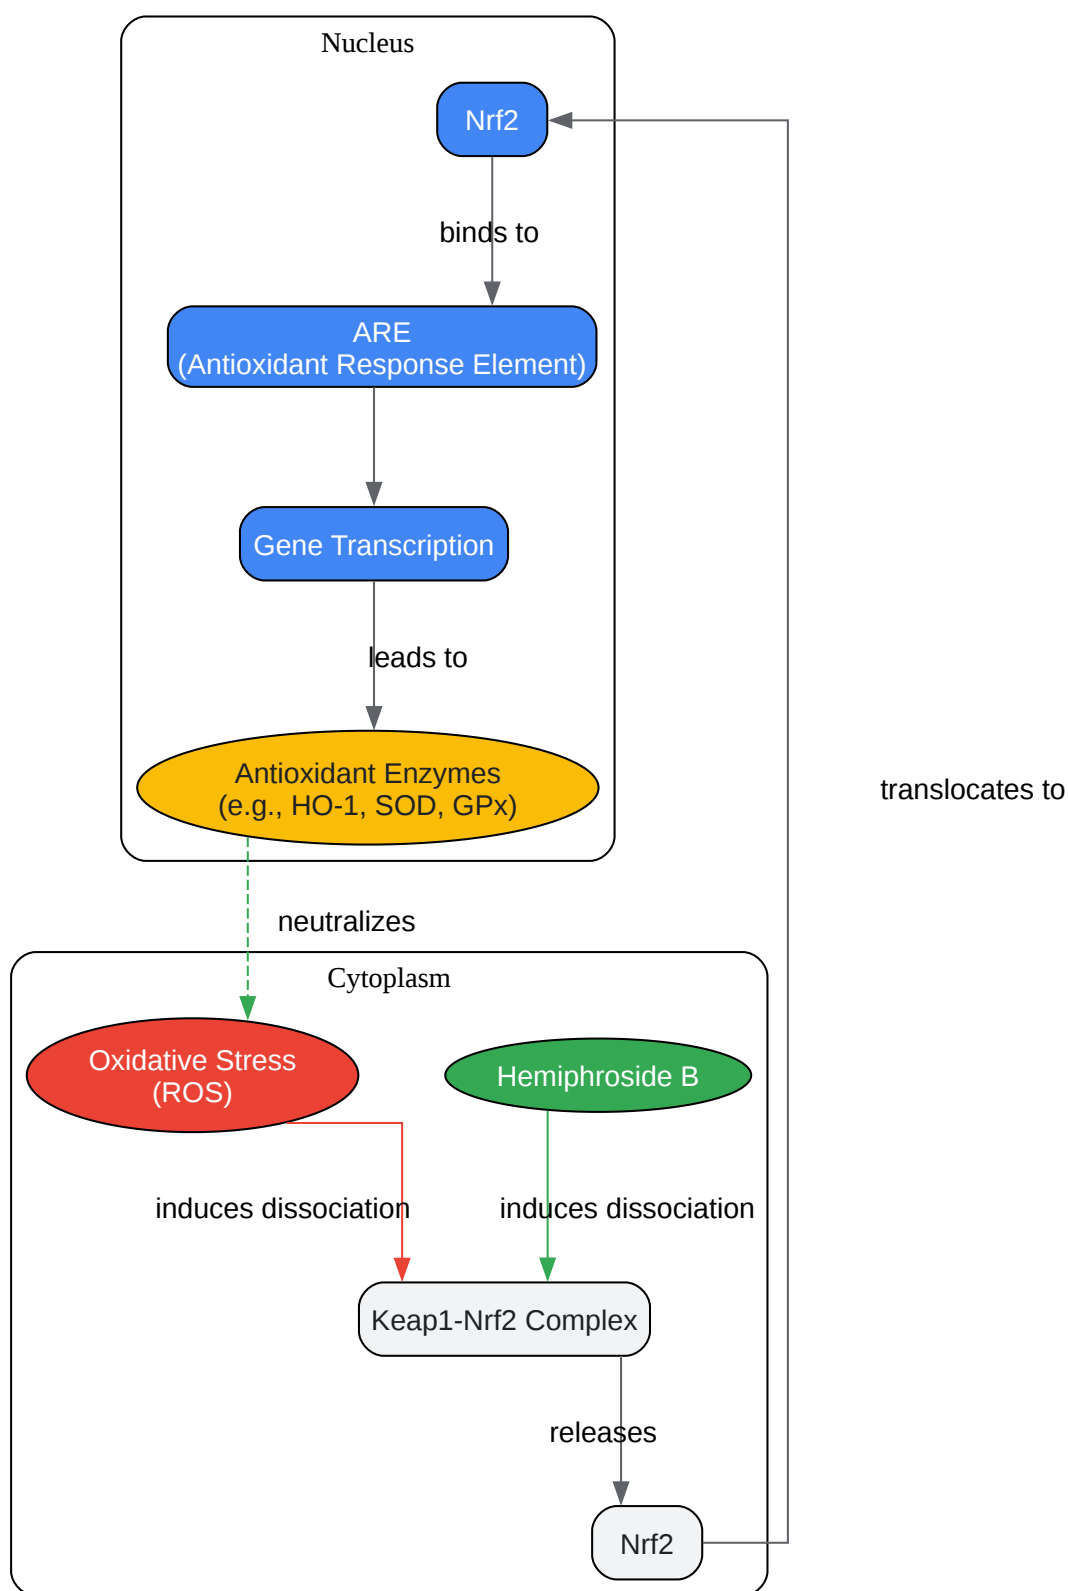 Nucleus
Nrf2
binds to
ARE
(Antioxidant Response Element)
Gene Transcription
leads to
Antioxidant Enzymes
(e.g., HO-1, SOD, GPx)
translocates to
neutralizes
Cytoplasm
Oxidative Stress
(ROS)
Hemiphroside B
induces dissociation
induces dissociation
Keap1-Nrf2 Complex
releases
Nrf2